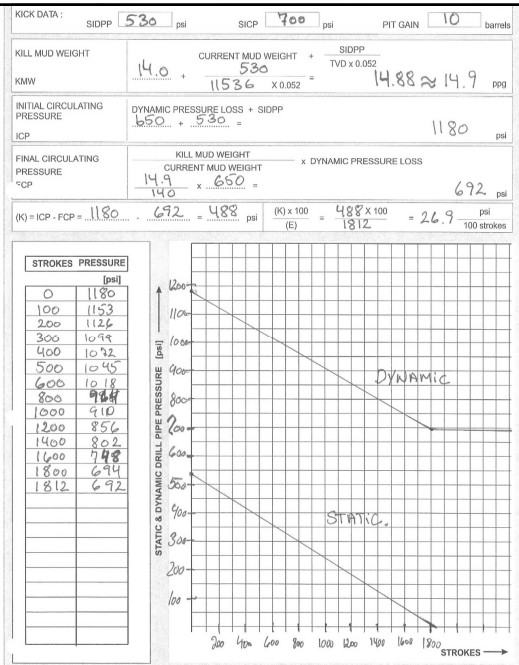 KICK DATA :
SIDPP 530 psi SICP 700 psi PIT GAIN 10 barrels
KILL MUD WEIGHT
KMW
CURRENT MUD WEIGHT + SIDPP
TVD x 0.052
14.0 + 530
11536 X 0.052 = 14.88 ≈ 14.9 ppg
INITIAL CIRCULATING
PRESSURE
ICP
DYNAMIC PRESSURE LOSS + SIDPP
650 + 530 = 1180 psi
FINAL CIRCULATING
PRESSURE
FCP
KILL MUD WEIGHT
CURRENT MUD WEIGHT x DYNAMIC PRESSURE LOSS
14.9
140 x 650 = 692 psi
(K) = ICP - FCP = 1180 - 692 = 488 psi
(K) x 100
(E) = 488 X 100
1812 = 26.9 psi
100 strokes
STROKES PRESSURE
[psi]
0 1180
100 1153
200 1126
300 1099
400 1072
500 1045
600 1018
800
1000 910
1200 856
1400 802
1600 748
1800 694
1812 692
STATIC & DYNAMIC DRILL PIPE PRESSURE [psi]
1200
1100
1000
900
800
700
600
500
400
300
200
100
DYNAMIC
STATIC.
200 400 600 800 1000 1200 1400 1600 1800
STROKES